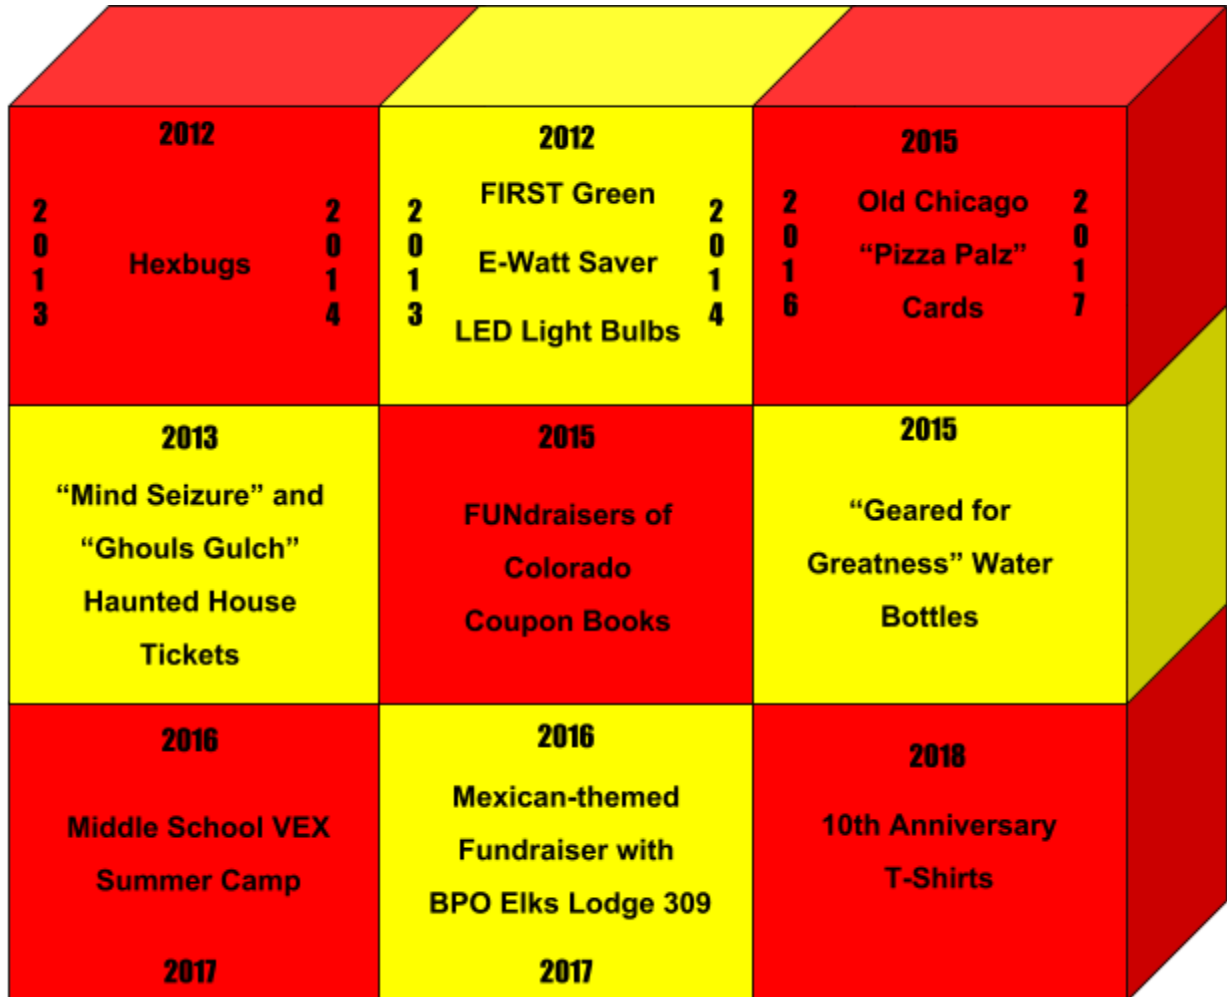 2012
2013
Hexbugs
2014
2012
2013
FIRST Green
E-Watt Saver
LED Light Bulbs
2014
2015
2016
Old Chicago
“Pizza Palz”
Cards
2017
2013
“Mind Seizure” and
“Ghouls Gulch”
Haunted House
Tickets
2015
FUNdraisers of
Colorado
Coupon Books
2015
“Geared for
Greatness” Water
Bottles
2016
Middle School VEX
Summer Camp
2017
2016
Mexican-themed
Fundraiser with
BPO Elks Lodge 309
2017
2018
10th Anniversary
T-Shirts